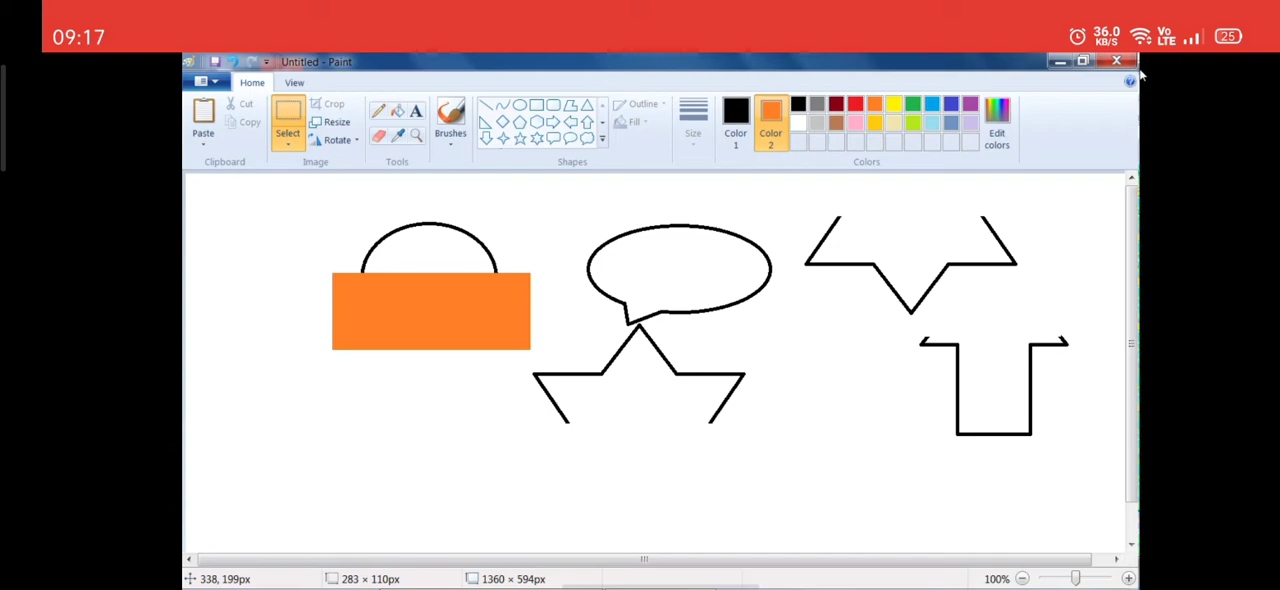 09:17
36.0 KB/S
Vo LTE
25
Untitled - Paint
Home View
Paste
Cut
Copy
Clipboard
Select
Crop
Resize
Rotate
Image
A
Tools
Brushes
Shapes
Outline
Fill
Size
Color 1
Color 2
Edit colors
Colors
338, 199px
283 × 110px
1360 × 594px
100%